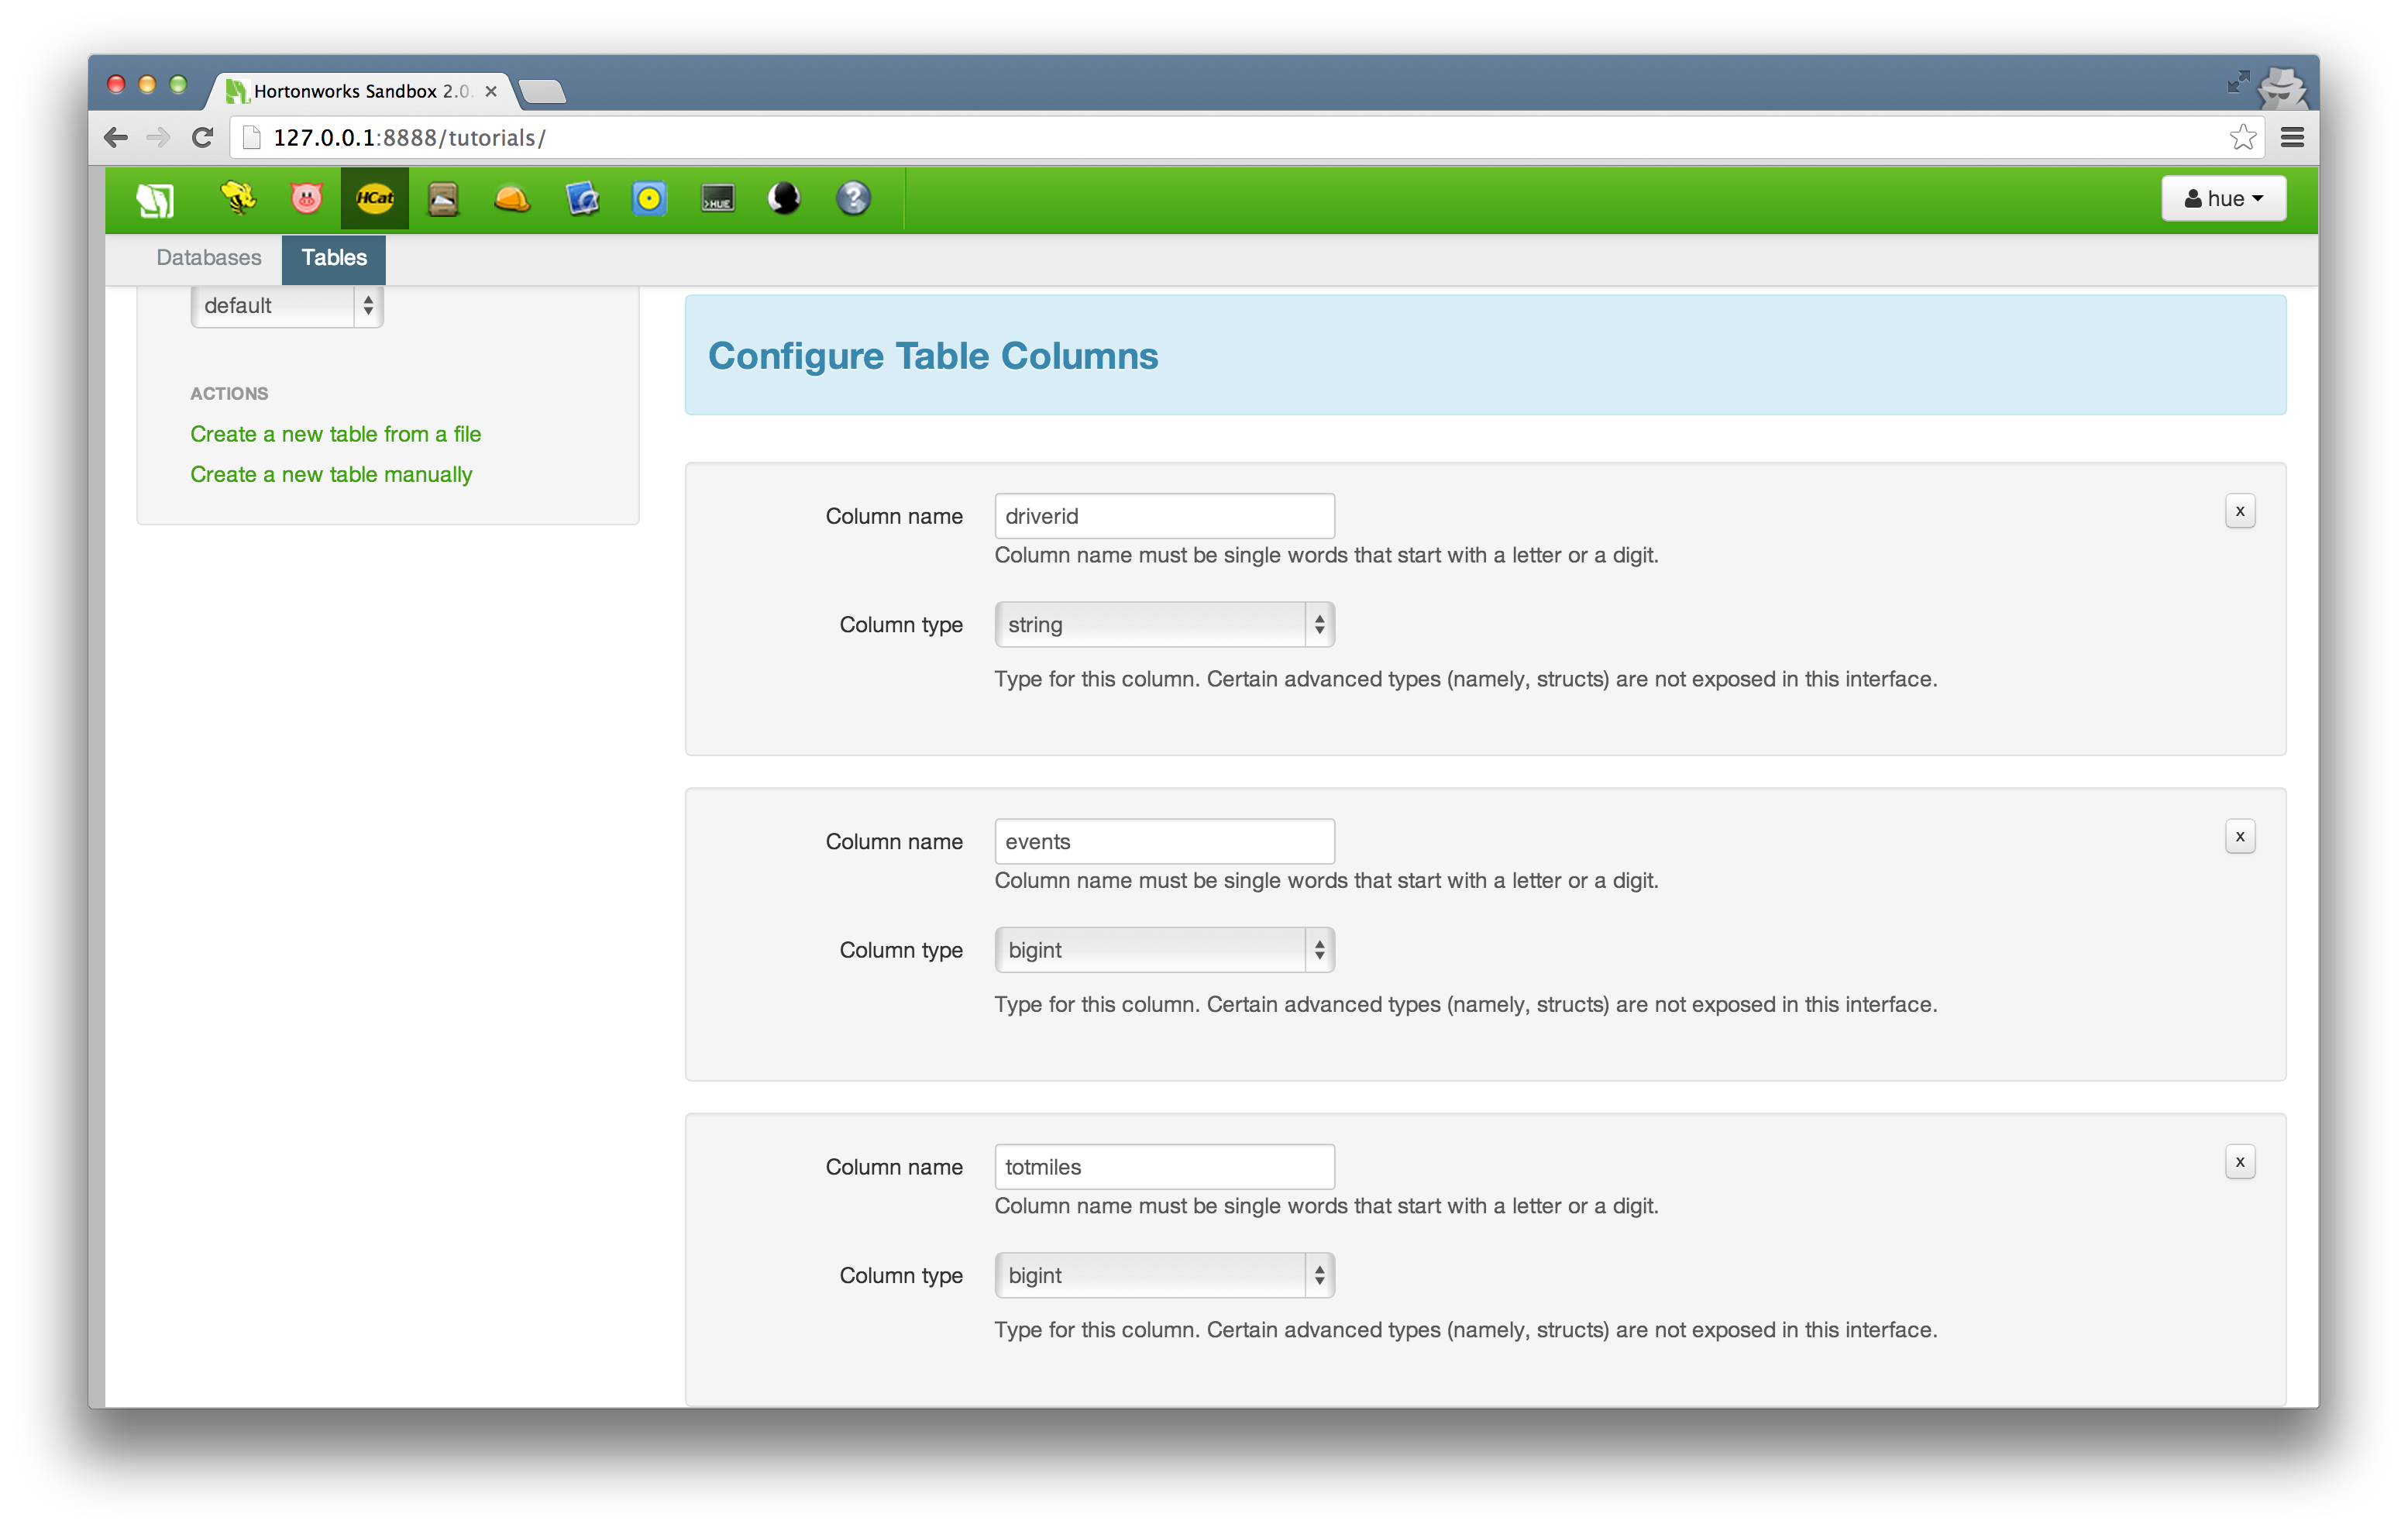 Hortonworks Sandbox 2.0.
127.0.0.1:8888/tutorials/
HCat
>HUE
?
hue
Databases
Tables
default
ACTIONS
Create a new table from a file
Create a new table manually
Configure Table Columns
Column name driverid x
Column name must be single words that start with a letter or a digit.
Column type string
Type for this column. Certain advanced types (namely, structs) are not exposed in this interface.
Column name events x
Column name must be single words that start with a letter or a digit.
Column type bigint
Type for this column. Certain advanced types (namely, structs) are not exposed in this interface.
Column name totmiles x
Column name must be single words that start with a letter or a digit.
Column type bigint
Type for this column. Certain advanced types (namely, structs) are not exposed in this interface.